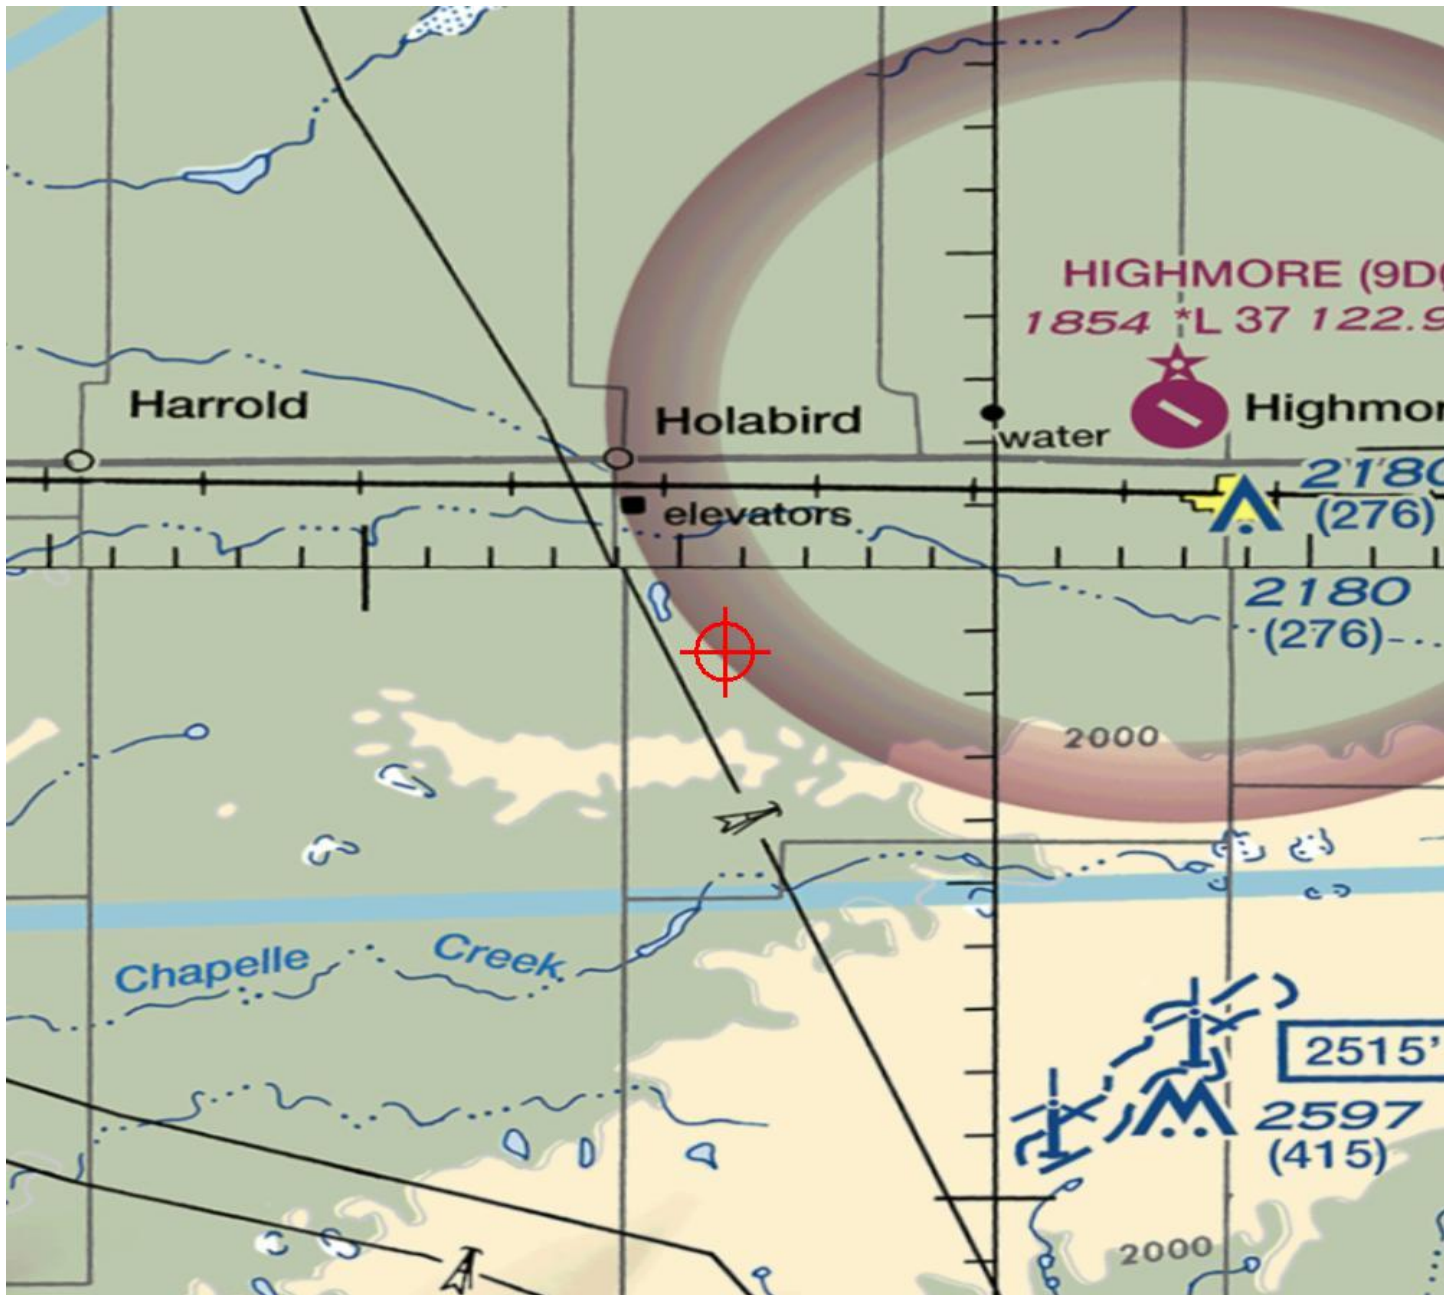 HIGHMORE (9D
1854 *L 37 122.9
Harrold
Holabird
Highmor
water
2180
(276)
elevators
2180
(276)
2000
Chapelle Creek
2515'
2597
(415)
2000